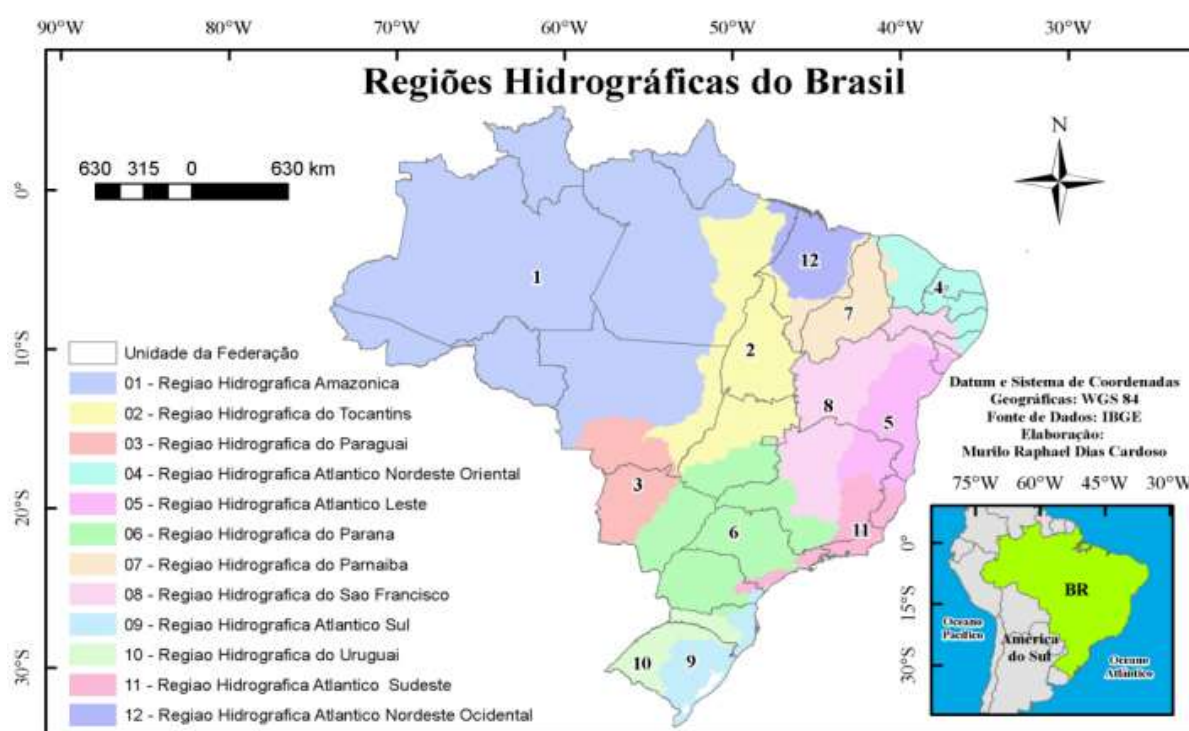 90°W 80°W 70°W 60°W 50°W 40°W 30°W
Regiões Hidrográficas do Brasil
N
630 315 0 630 km
0°
10°S
20°S
30°S
1
2
3
4
5
6
7
8
9
10
11
12
Unidade da Federação
01 - Regiao Hidrografica Amazonica
02 - Regiao Hidrografica do Tocantins
03 - Regiao Hidrografica do Paraguai
04 - Regiao Hidrografica Atlantico Nordeste Oriental
05 - Regiao Hidrografica Atlantico Leste
06 - Regiao Hidrografica do Parana
07 - Regiao Hidrografica do Parnaiba
08 - Regiao Hidrografica do Sao Francisco
09 - Regiao Hidrografica Atlantico Sul
10 - Regiao Hidrografica do Uruguai
11 - Regiao Hidrografica Atlantico Sudeste
12 - Regiao Hidrografica Atlantico Nordeste Ocidental
Datum e Sistema de Coordenadas
Geográficas: WGS 84
Fonte de Dados: IBGE
Elaboração:
Murilo Raphael Dias Cardoso
75°W 60°W 45°W 30°W
0°
15°S
30°S
BR
Oceano
Pacífico
América
do Sul
Oceano
Atlântico